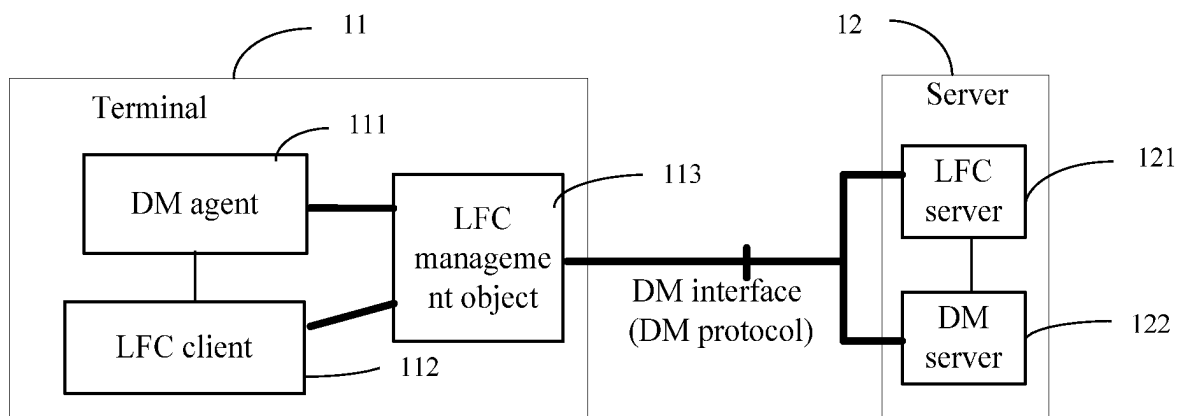 11
12
Terminal
Server
111
DM agent
113
LFC
manageme
nt object
121
LFC
server
DM interface
(DM protocol)
LFC client
112
DM
server
122